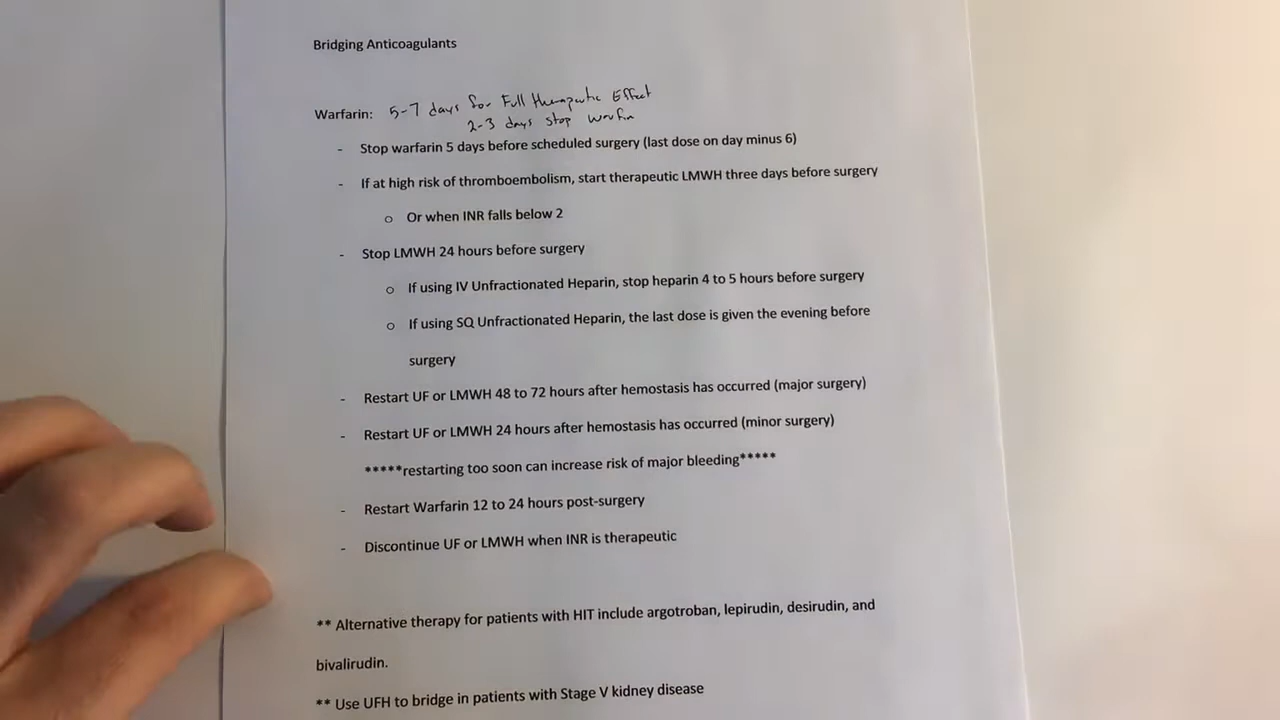 Bridging Anticoagulants
Warfarin: 5-7 days for Full therapeutic Effect
2-3 days stop warfin
- Stop warfarin 5 days before scheduled surgery (last dose on day minus 6)
- If at high risk of thromboembolism, start therapeutic LMWH three days before surgery
o Or when INR falls below 2
- Stop LMWH 24 hours before surgery
o If using IV Unfractionated Heparin, stop heparin 4 to 5 hours before surgery
o If using SQ Unfractionated Heparin, the last dose is given the evening before
surgery
- Restart UF or LMWH 48 to 72 hours after hemostasis has occurred (major surgery)
- Restart UF or LMWH 24 hours after hemostasis has occurred (minor surgery)
*****restarting too soon can increase risk of major bleeding*****
- Restart Warfarin 12 to 24 hours post-surgery
- Discontinue UF or LMWH when INR is therapeutic
** Alternative therapy for patients with HIT include argotroban, lepirudin, desirudin, and
bivalirudin.
** Use UFH to bridge in patients with Stage V kidney disease